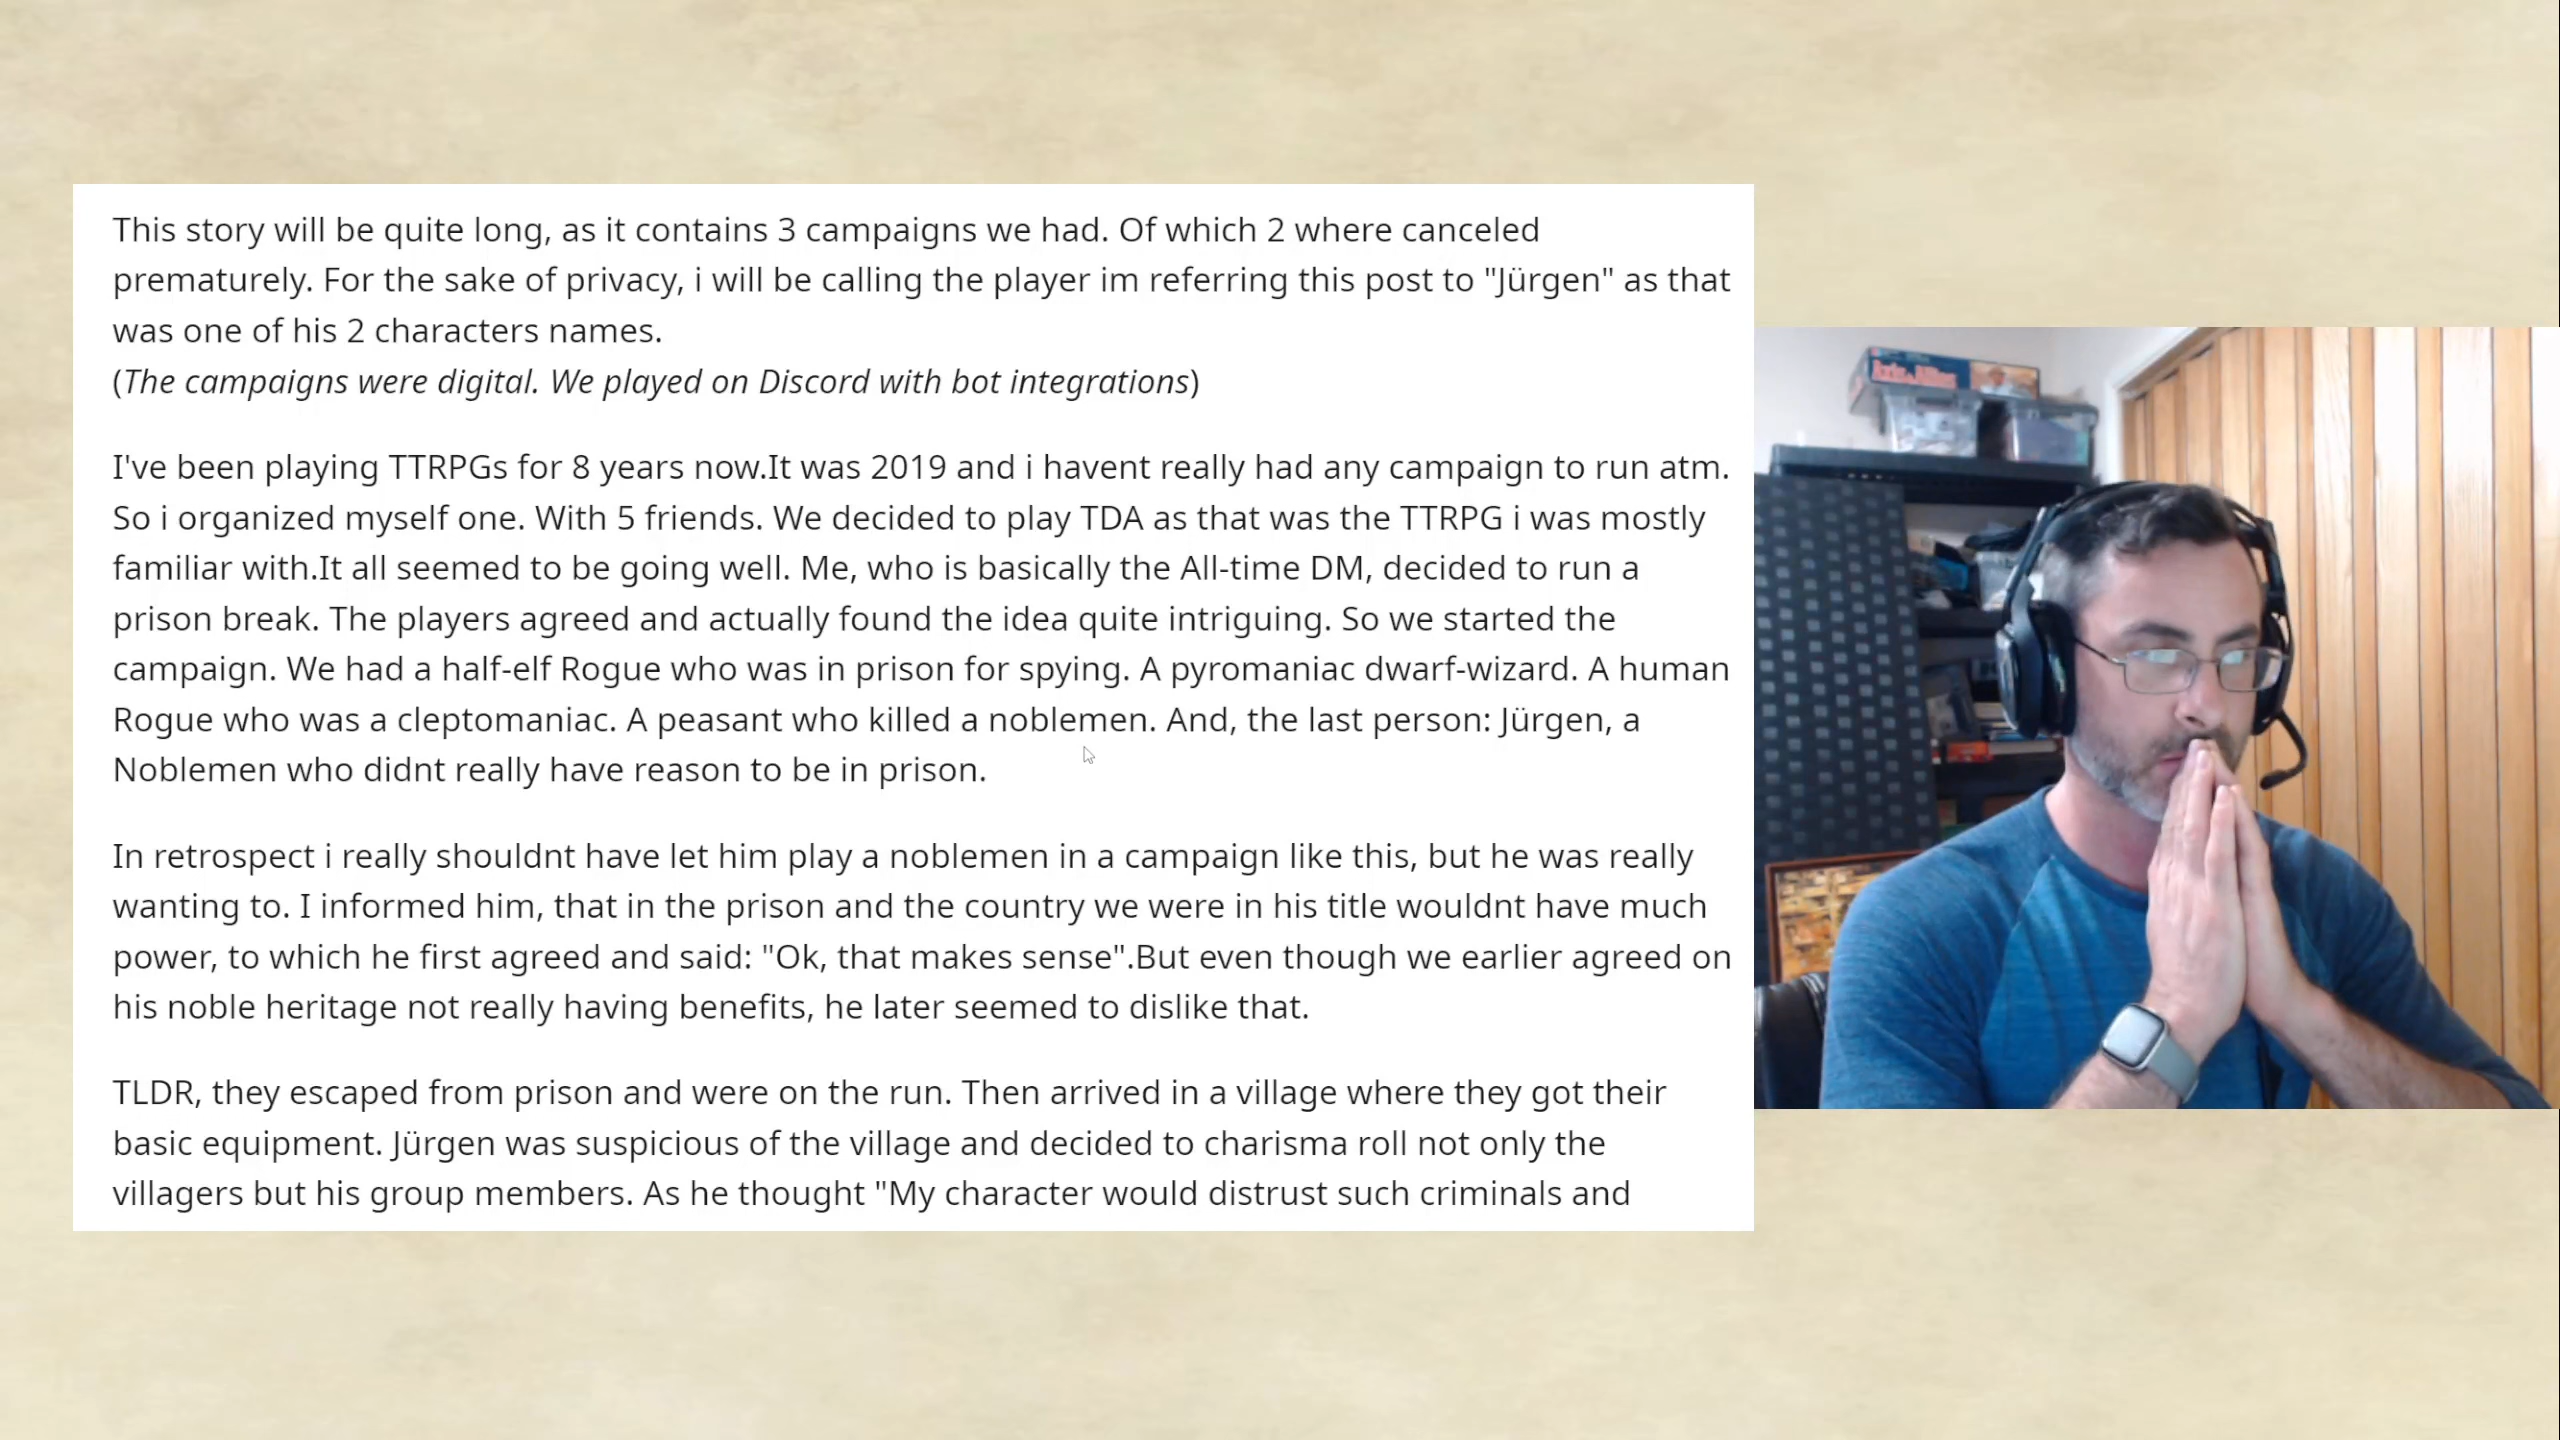 This story will be quite long, as it contains 3 campaigns we had. Of which 2 where canceled
prematurely. For the sake of privacy, i will be calling the player im referring this post to "Jürgen" as that
was one of his 2 characters names.
(The campaigns were digital. We played on Discord with bot integrations)
I've been playing TTRPGs for 8 years now.It was 2019 and i havent really had any campaign to run atm.
So i organized myself one. With 5 friends. We decided to play TDA as that was the TTRPG i was mostly
familiar with.It all seemed to be going well. Me, who is basically the All-time DM, decided to run a
prison break. The players agreed and actually found the idea quite intriguing. So we started the
campaign. We had a half-elf Rogue who was in prison for spying. A pyromaniac dwarf-wizard. A human
Rogue who was a cleptomaniac. A peasant who killed a noblemen. And, the last person: Jürgen, a
Noblemen who didnt really have reason to be in prison.
In retrospect i really shouldnt have let him play a noblemen in a campaign like this, but he was really
wanting to. I informed him, that in the prison and the country we were in his title wouldnt have much
power, to which he first agreed and said: "Ok, that makes sense".But even though we earlier agreed on
his noble heritage not really having benefits, he later seemed to dislike that.
TLDR, they escaped from prison and were on the run. Then arrived in a village where they got their
basic equipment. Jürgen was suspicious of the village and decided to charisma roll not only the
villagers but his group members. As he thought "My character would distrust such criminals and
Axis & Allies